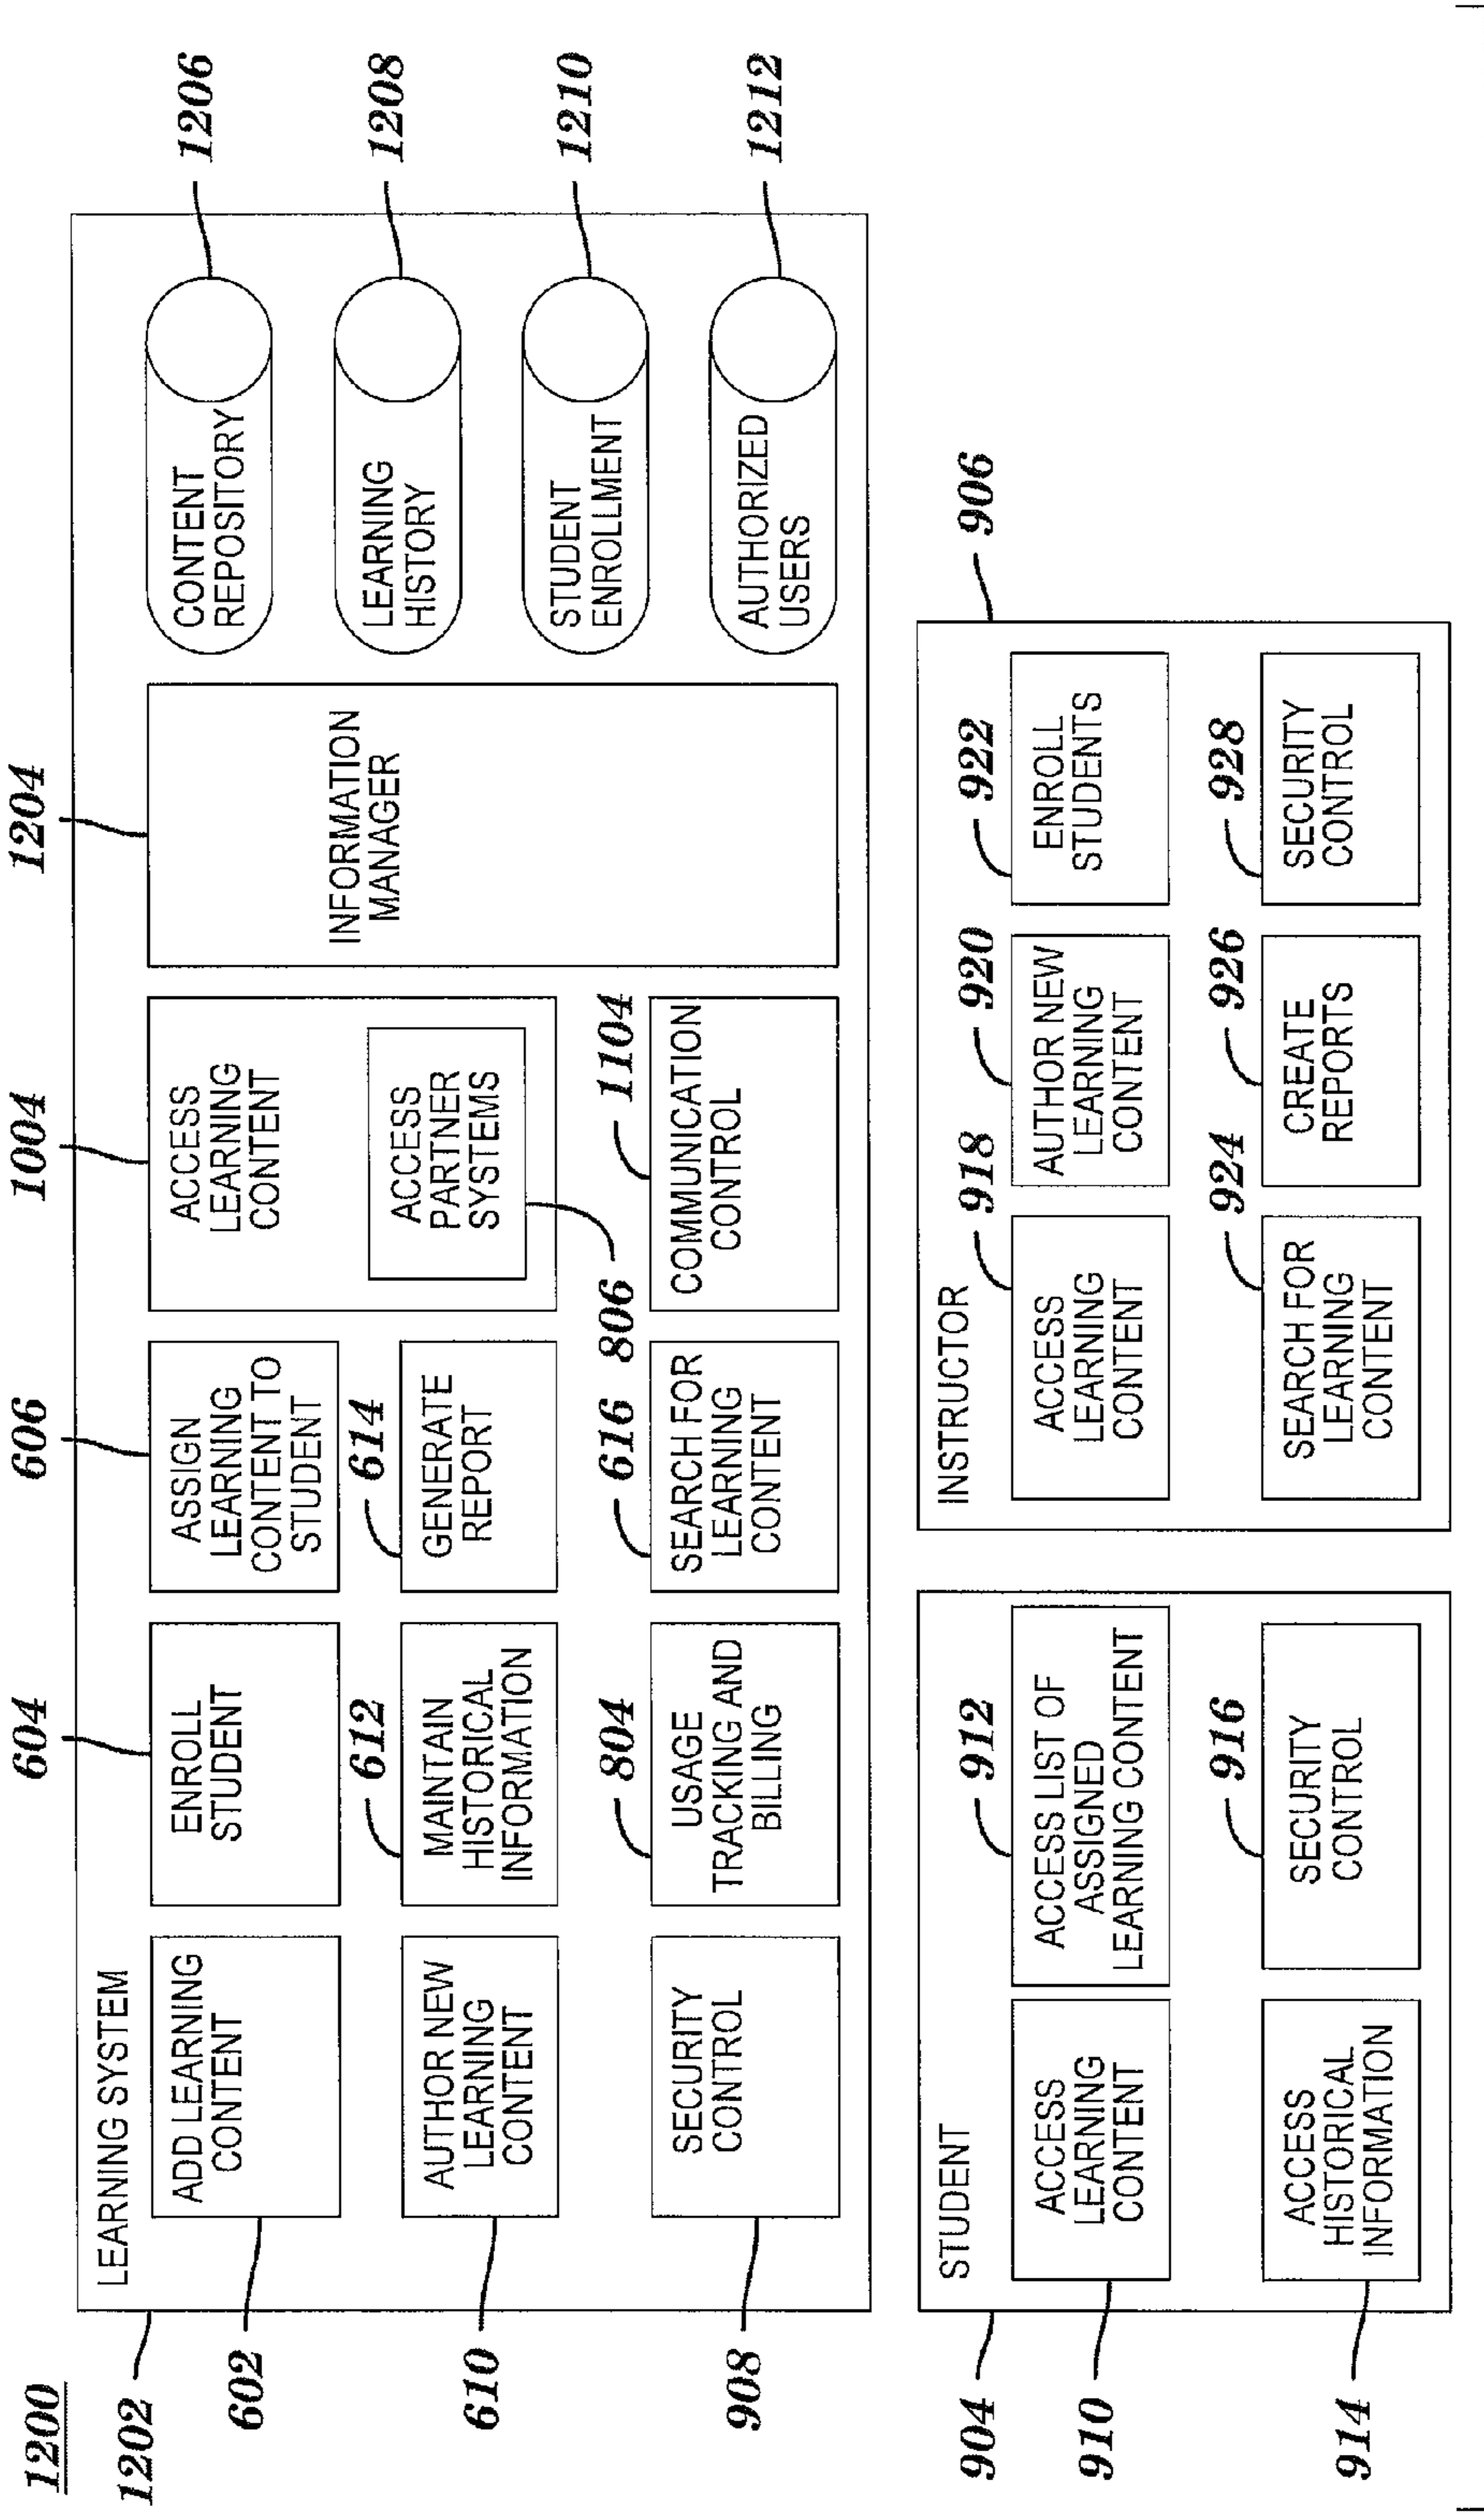 1200
1202
LEARNING SYSTEM
602
ADD LEARNING
CONTENT
604
ENROLL
STUDENT
606
ASSIGN
LEARNING
CONTENT TO
STUDENT
1004
ACCESS
LEARNING
CONTENT
ACCESS
PARTNER
SYSTEMS
806
1204
INFORMATION
MANAGER
CONTENT
REPOSITORY
1206
LEARNING
HISTORY
1208
STUDENT
ENROLLMENT
1210
AUTHORIZED
USERS
1212
610
AUTHOR NEW
LEARNING
CONTENT
612
MAINTAIN
HISTORICAL
INFORMATION
614
GENERATE
REPORT
908
SECURITY
CONTROL
804
USAGE
TRACKING AND
BILLING
616
SEARCH FOR
LEARNING
CONTENT
1104
COMMUNICATION
CONTROL
904
STUDENT
910
ACCESS
LEARNING
CONTENT
912
ACCESS LIST OF
ASSIGNED
LEARNING CONTENT
914
ACCESS
HISTORICAL
INFORMATION
916
SECURITY
CONTROL
906
INSTRUCTOR
918
ACCESS
LEARNING
CONTENT
920
AUTHOR NEW
LEARNING
CONTENT
922
ENROLL
STUDENTS
924
SEARCH FOR
LEARNING
CONTENT
926
CREATE
REPORTS
928
SECURITY
CONTROL